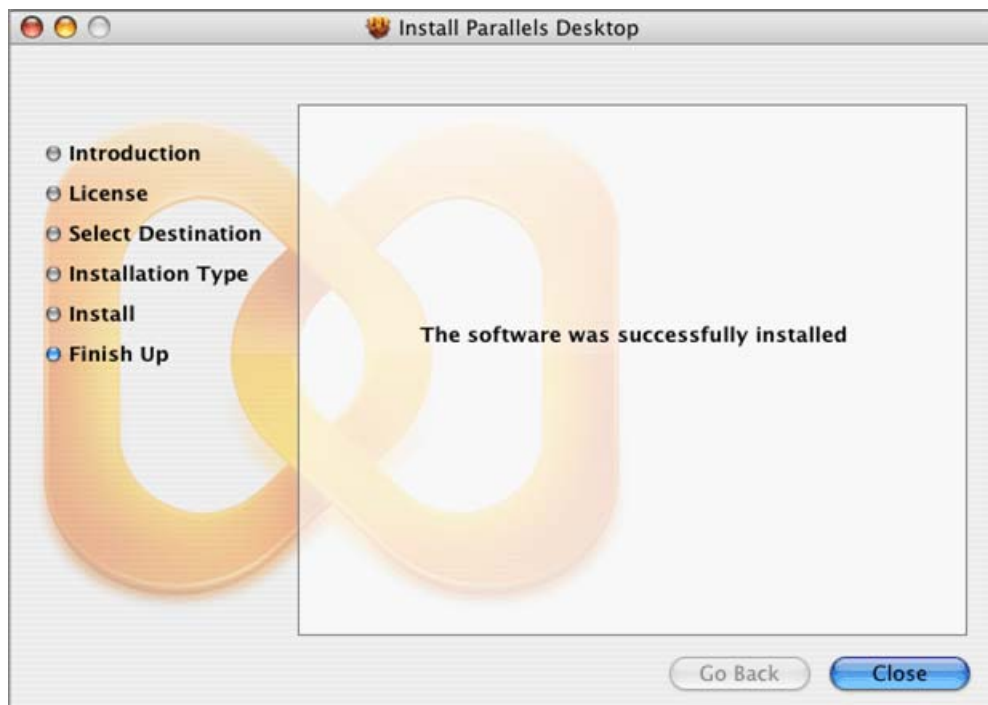 Install Parallels Desktop
Introduction
License
Select Destination
Installation Type
Install
Finish Up
The software was successfully installed
Go Back
Close